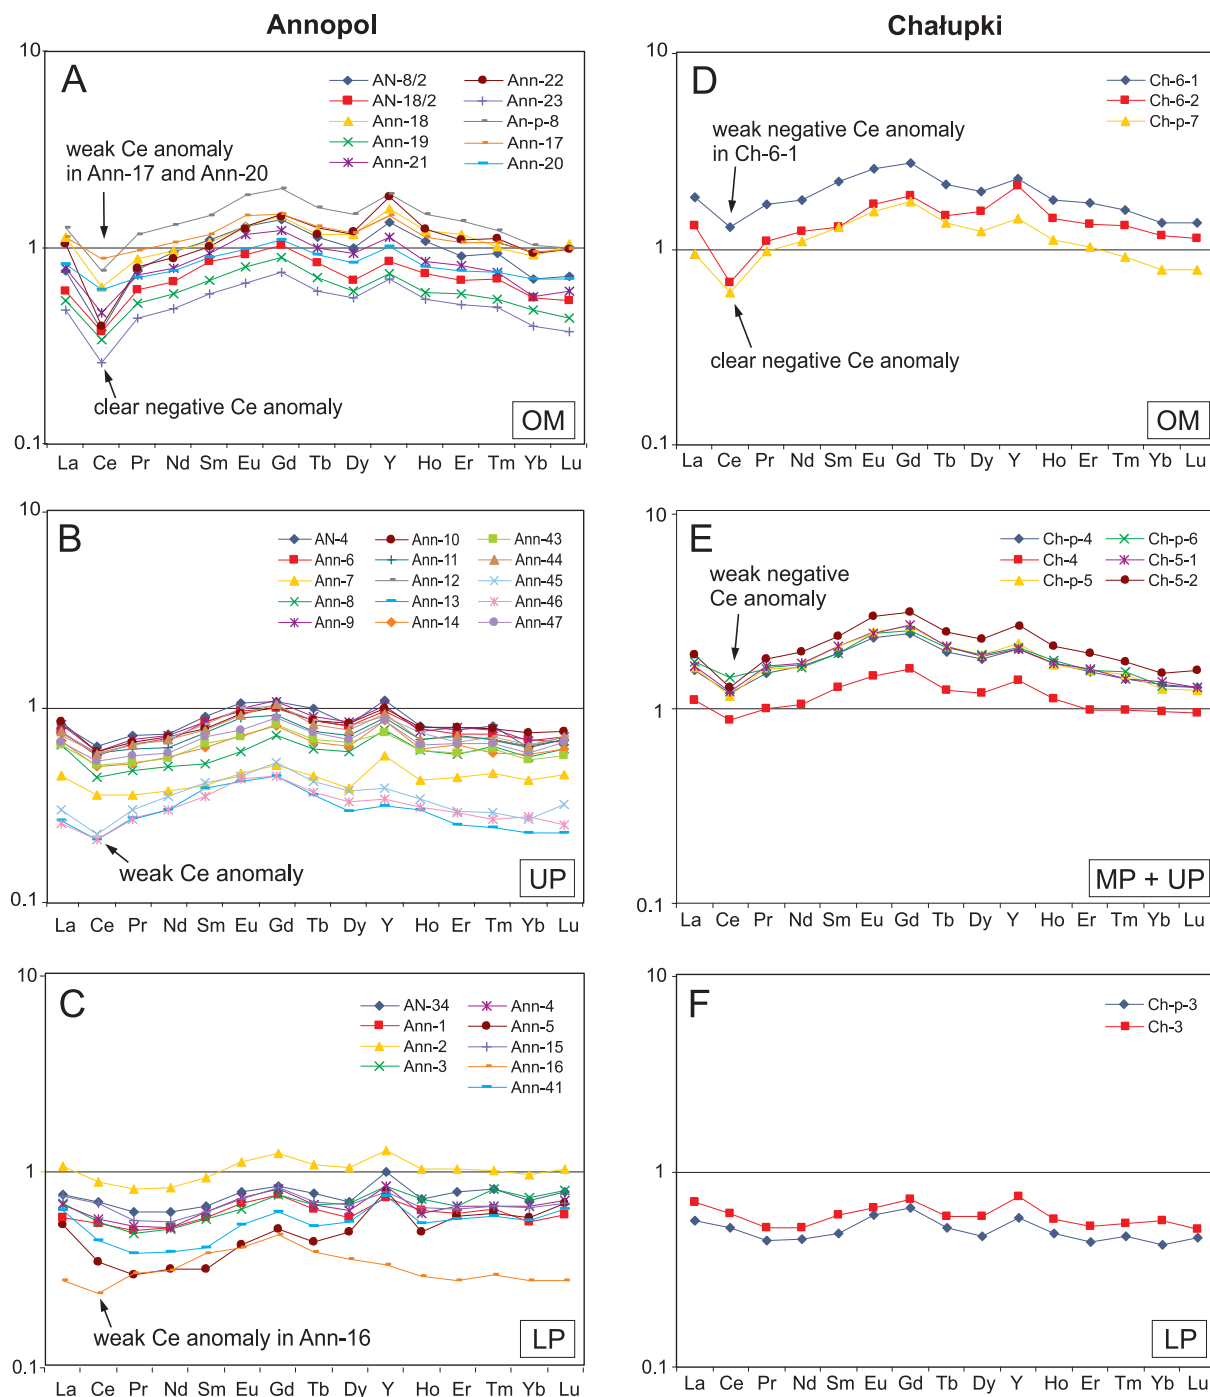 Annopol
Chałupki
10
A
AN-8/2
AN-18/2
Ann-18
Ann-19
Ann-21
Ann-22
Ann-23
An-p-8
Ann-17
Ann-20
weak Ce anomaly
in Ann-17 and Ann-20
1
clear negative Ce anomaly
OM
0.1
La Ce Pr Nd Sm Eu Gd Tb Dy Y Ho Er Tm Yb Lu
10
D
Ch-6-1
Ch-6-2
Ch-p-7
weak negative Ce anomaly
in Ch-6-1
1
clear negative Ce anomaly
OM
0.1
La Ce Pr Nd Sm Eu Gd Tb Dy Y Ho Er Tm Yb Lu
10
B
AN-4
Ann-6
Ann-7
Ann-8
Ann-9
Ann-10
Ann-11
Ann-12
Ann-13
Ann-14
Ann-43
Ann-44
Ann-45
Ann-46
Ann-47
1
weak Ce anomaly
UP
0.1
La Ce Pr Nd Sm Eu Gd Tb Dy Y Ho Er Tm Yb Lu
10
E
Ch-p-4
Ch-4
Ch-p-5
Ch-p-6
Ch-5-1
Ch-5-2
weak negative
Ce anomaly
1
MP + UP
0.1
La Ce Pr Nd Sm Eu Gd Tb Dy Y Ho Er Tm Yb Lu
10
C
AN-34
Ann-1
Ann-2
Ann-3
Ann-4
Ann-5
Ann-15
Ann-16
Ann-41
1
weak Ce anomaly in Ann-16
LP
0.1
La Ce Pr Nd Sm Eu Gd Tb Dy Y Ho Er Tm Yb Lu
10
F
Ch-p-3
Ch-3
1
LP
0.1
La Ce Pr Nd Sm Eu Gd Tb Dy Y Ho Er Tm Yb Lu